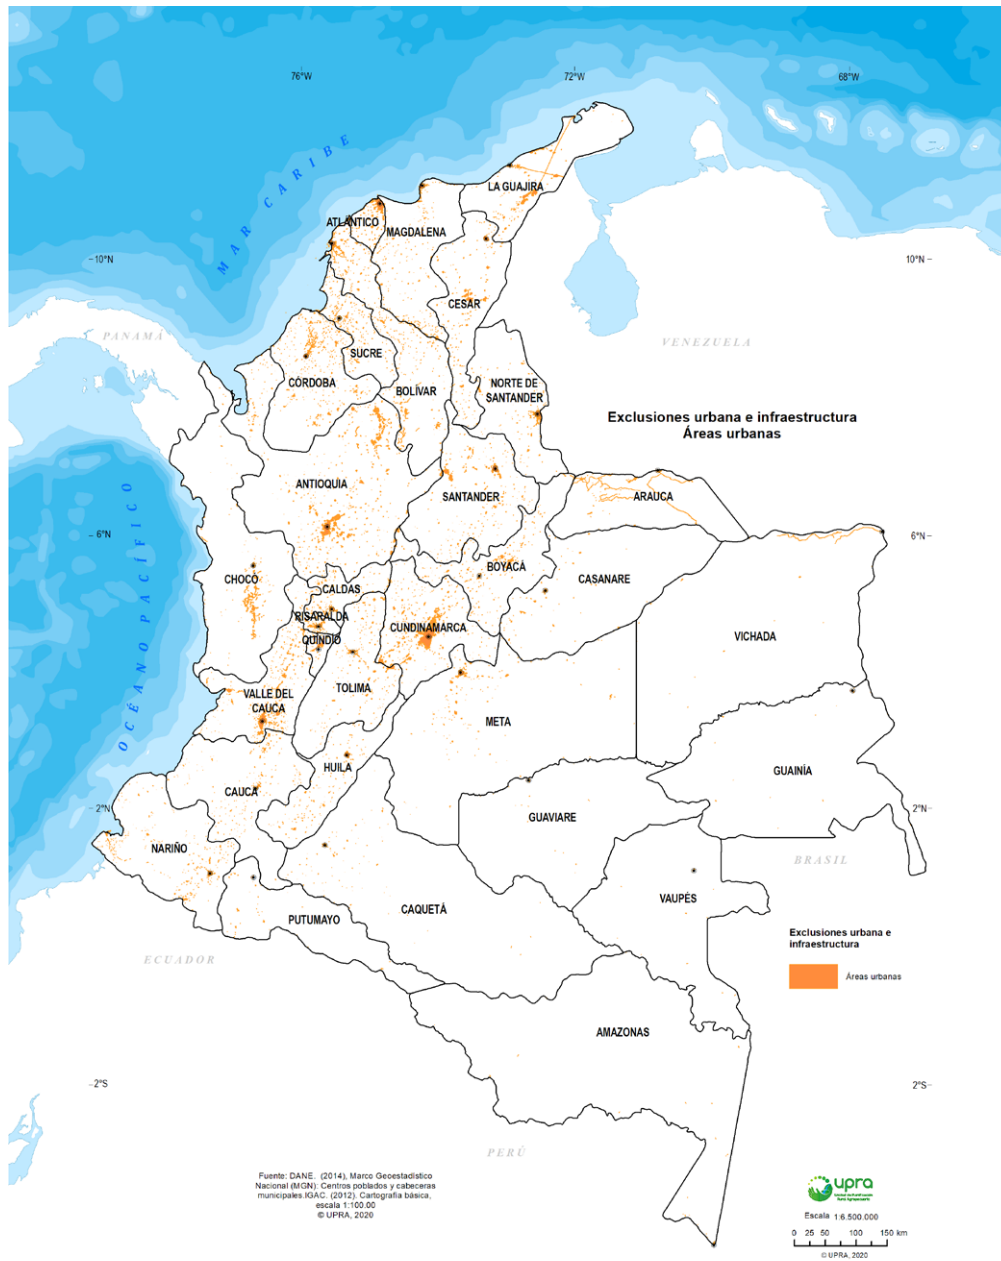 76°W
72°W
68°W
MAR CARIBE
LA GUAJIRA
ATLÁNTICO
MAGDALENA
10°N
10°N
CESAR
PANAMÁ
VENEZUELA
SUCRE
CÓRDOBA
BOLÍVAR
NORTE DE
SANTANDER
Exclusiones urbana e infraestructura
Áreas urbanas
ANTIOQUIA
SANTANDER
ARAUCA
OCÉANO PACÍFICO
6°N
6°N
BOYACÁ
CHOCÓ
CALDAS
CASANARE
RISARALDA
CUNDINAMARCA
QUINDÍO
VICHADA
TOLIMA
VALLE DEL
CAUCA
META
HUILA
GUAINÍA
CAUCA
2°N
2°N
GUAVIARE
NARIÑO
BRASIL
VAUPÉS
CAQUETÁ
PUTUMAYO
Exclusiones urbana e
infraestructura
ECUADOR
Áreas urbanas
AMAZONAS
2°S
2°S
PERÚ
Fuente: DANE. (2014), Marco Geoestadístico
Nacional (MGN): Centros poblados y cabeceras
municipales.IGAC. (2012). Cartografía básica,
escala 1:100.00
© UPRA, 2020
upra
Escala 1:6.500.000
0 25 50 100 150 km
© UPRA, 2020